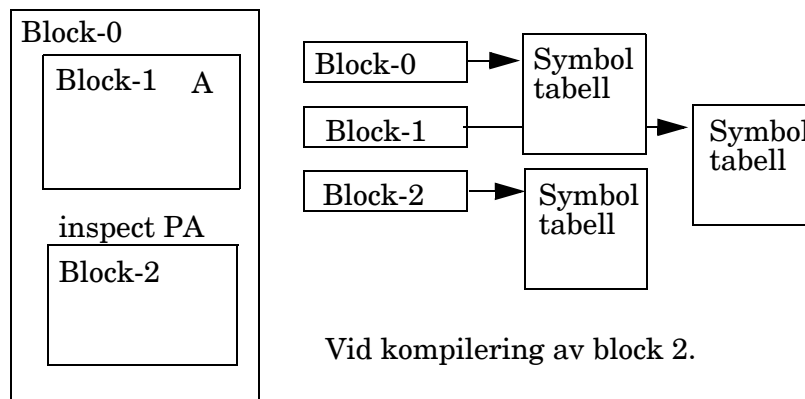 Block-0
Block-1 A
inspect PA
Block-2
Block-0
Symbol
tabell
Block-1
Symbol
tabell
Block-2
Symbol
tabell
Vid kompilering av block 2.